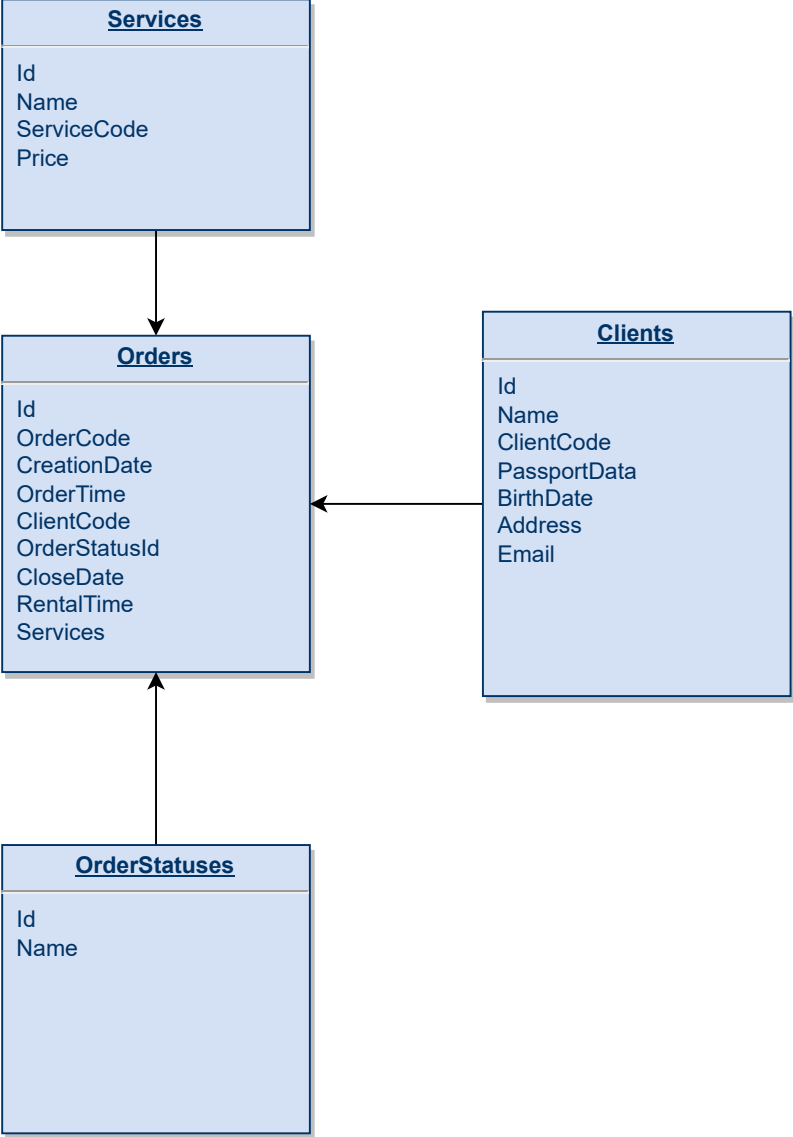 Services
Id
Name
ServiceCode
Price
Orders
Id
OrderCode
CreationDate
OrderTime
ClientCode
OrderStatusId
CloseDate
RentalTime
Services
Clients
Id
Name
ClientCode
PassportData
BirthDate
Address
Email
OrderStatuses
Id
Name